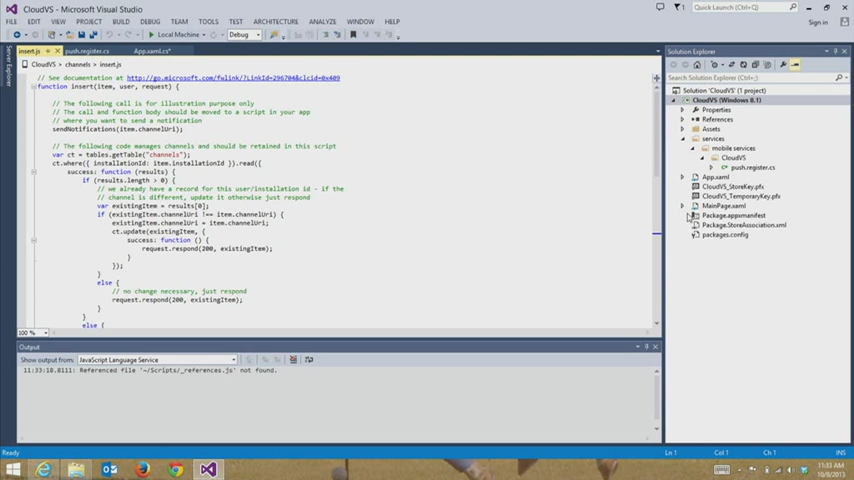 CloudVS - Microsoft Visual Studio
1
Quick Launch (Ctrl+Q)
FILE EDIT VIEW PROJECT BUILD DEBUG TEAM TOOLS TEST ARCHITECTURE ANALYZE WINDOW HELP
Sign in
Local Machine Debug
Server Explorer
insert.js push.register.cs App.xaml.cs*
CloudVS channels insert.js
// See documentation at http://go.microsoft.com/fwlink/?LinkId=296704&clcid=0x409
function insert(item, user, request) {
// The following call is for illustration purpose only
// The call and function body should be moved to a script in your app
// where you want to send a notification
sendNotifications(item.channelUri);
// The following code manages channels and should be retained in this script
var ct = tables.getTable("channels");
ct.where({ installationId: item.installationId }).read({
success: function (results) {
if (results.length > 0) {
// we already have a record for this user/installation id - if the
// channel is different, update it otherwise just respond
var existingItem = results[0];
if (existingItem.channelUri !== item.channelUri) {
existingItem.channelUri = item.channelUri;
ct.update(existingItem, {
success: function () {
request.respond(200, existingItem);
}
});
}
else {
// no change necessary, just respond
request.respond(200, existingItem);
}
}
else {
100 %
Output
Show output from: JavaScript Language Service
11:33:18.8111: Referenced file '~/Scripts/_references.js' not found.
Solution Explorer
Search Solution Explorer (Ctrl+;)
Solution 'CloudVS' (1 project)
CloudVS (Windows 8.1)
Properties
References
Assets
services
mobile services
CloudVS
push.register.cs
App.xaml
CloudVS_StoreKey.pfx
CloudVS_TemporaryKey.pfx
MainPage.xaml
Package.appxmanifest
Package.StoreAssociation.xml
packages.config
Ready
Ln 1 Col 1 Ch 1 INS
11:33 AM
10/8/2013